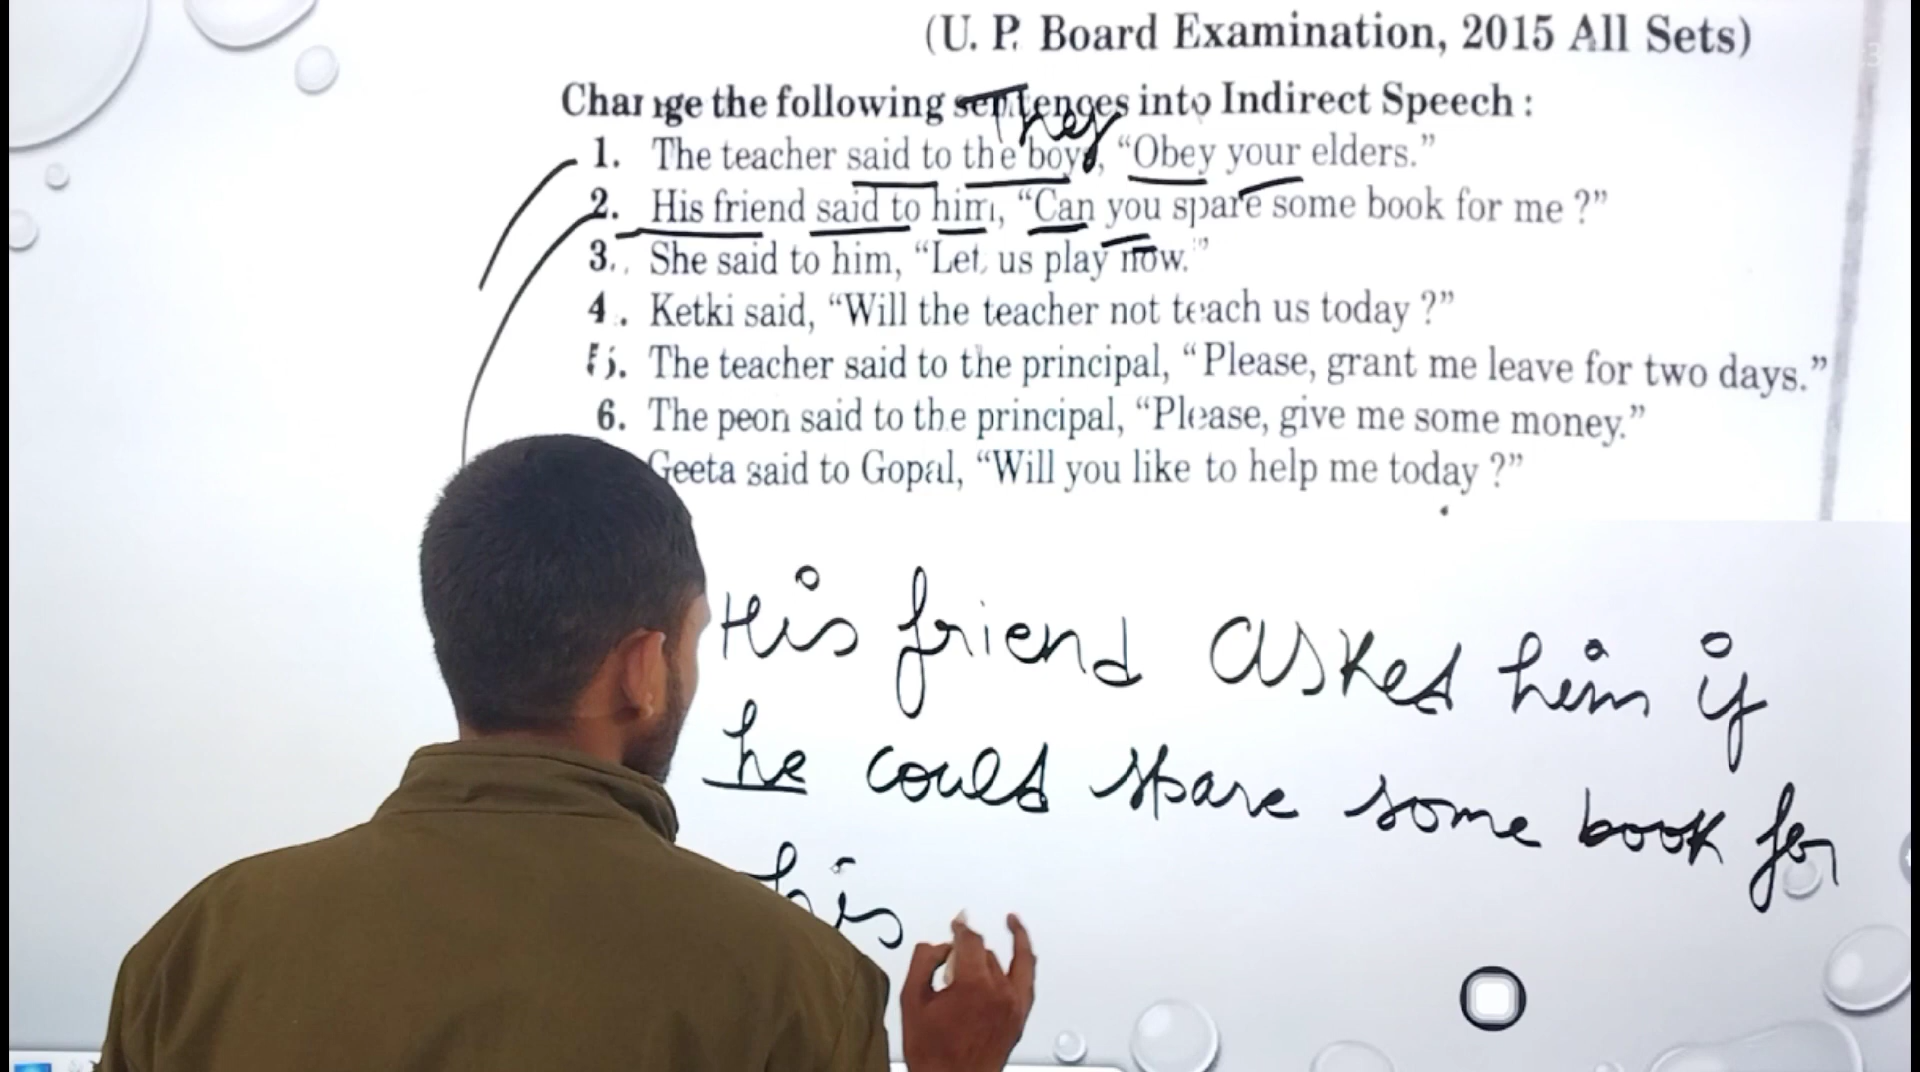 (U. P. Board Examination, 2015 All Sets)
Change the following sentences into Indirect Speech :
They
1. The teacher said to the boys, “Obey your elders.”
2. His friend said to him, “Can you spare some book for me ?”
3. She said to him, “Let us play now.”
4. Ketki said, “Will the teacher not teach us today ?”
5. The teacher said to the principal, “Please, grant me leave for two days.”
6. The peon said to the principal, “Please, give me some money.”
Geeta said to Gopal, “Will you like to help me today ?”
His friend asked him if
he could spare some book for
his